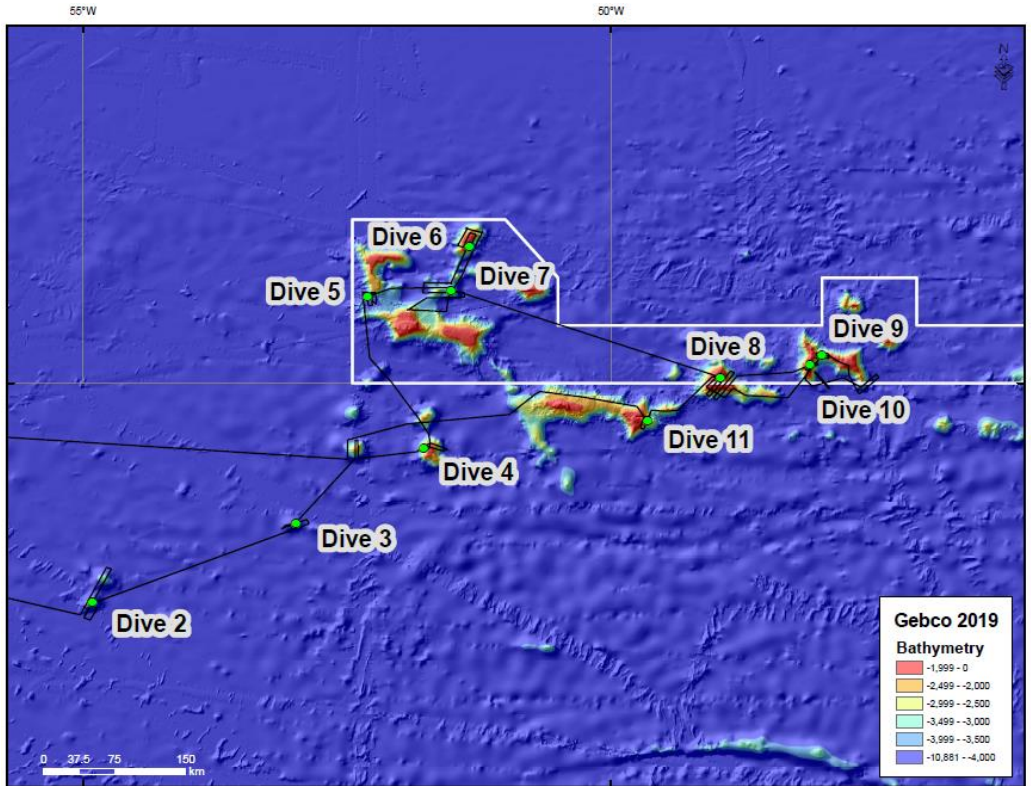 55°W 50°W
N
Dive 6
Dive 7
Dive 5
Dive 8
Dive 9
Dive 10
Dive 11
Dive 4
Dive 3
Dive 2
Gebco 2019
Bathymetry
-1,999 - 0
-2,499 - -2,000
-2,999 - -2,500
-3,499 - -3,000
-3,999 - -3,500
-10,881 - -4,000
0 37.5 75 150
km